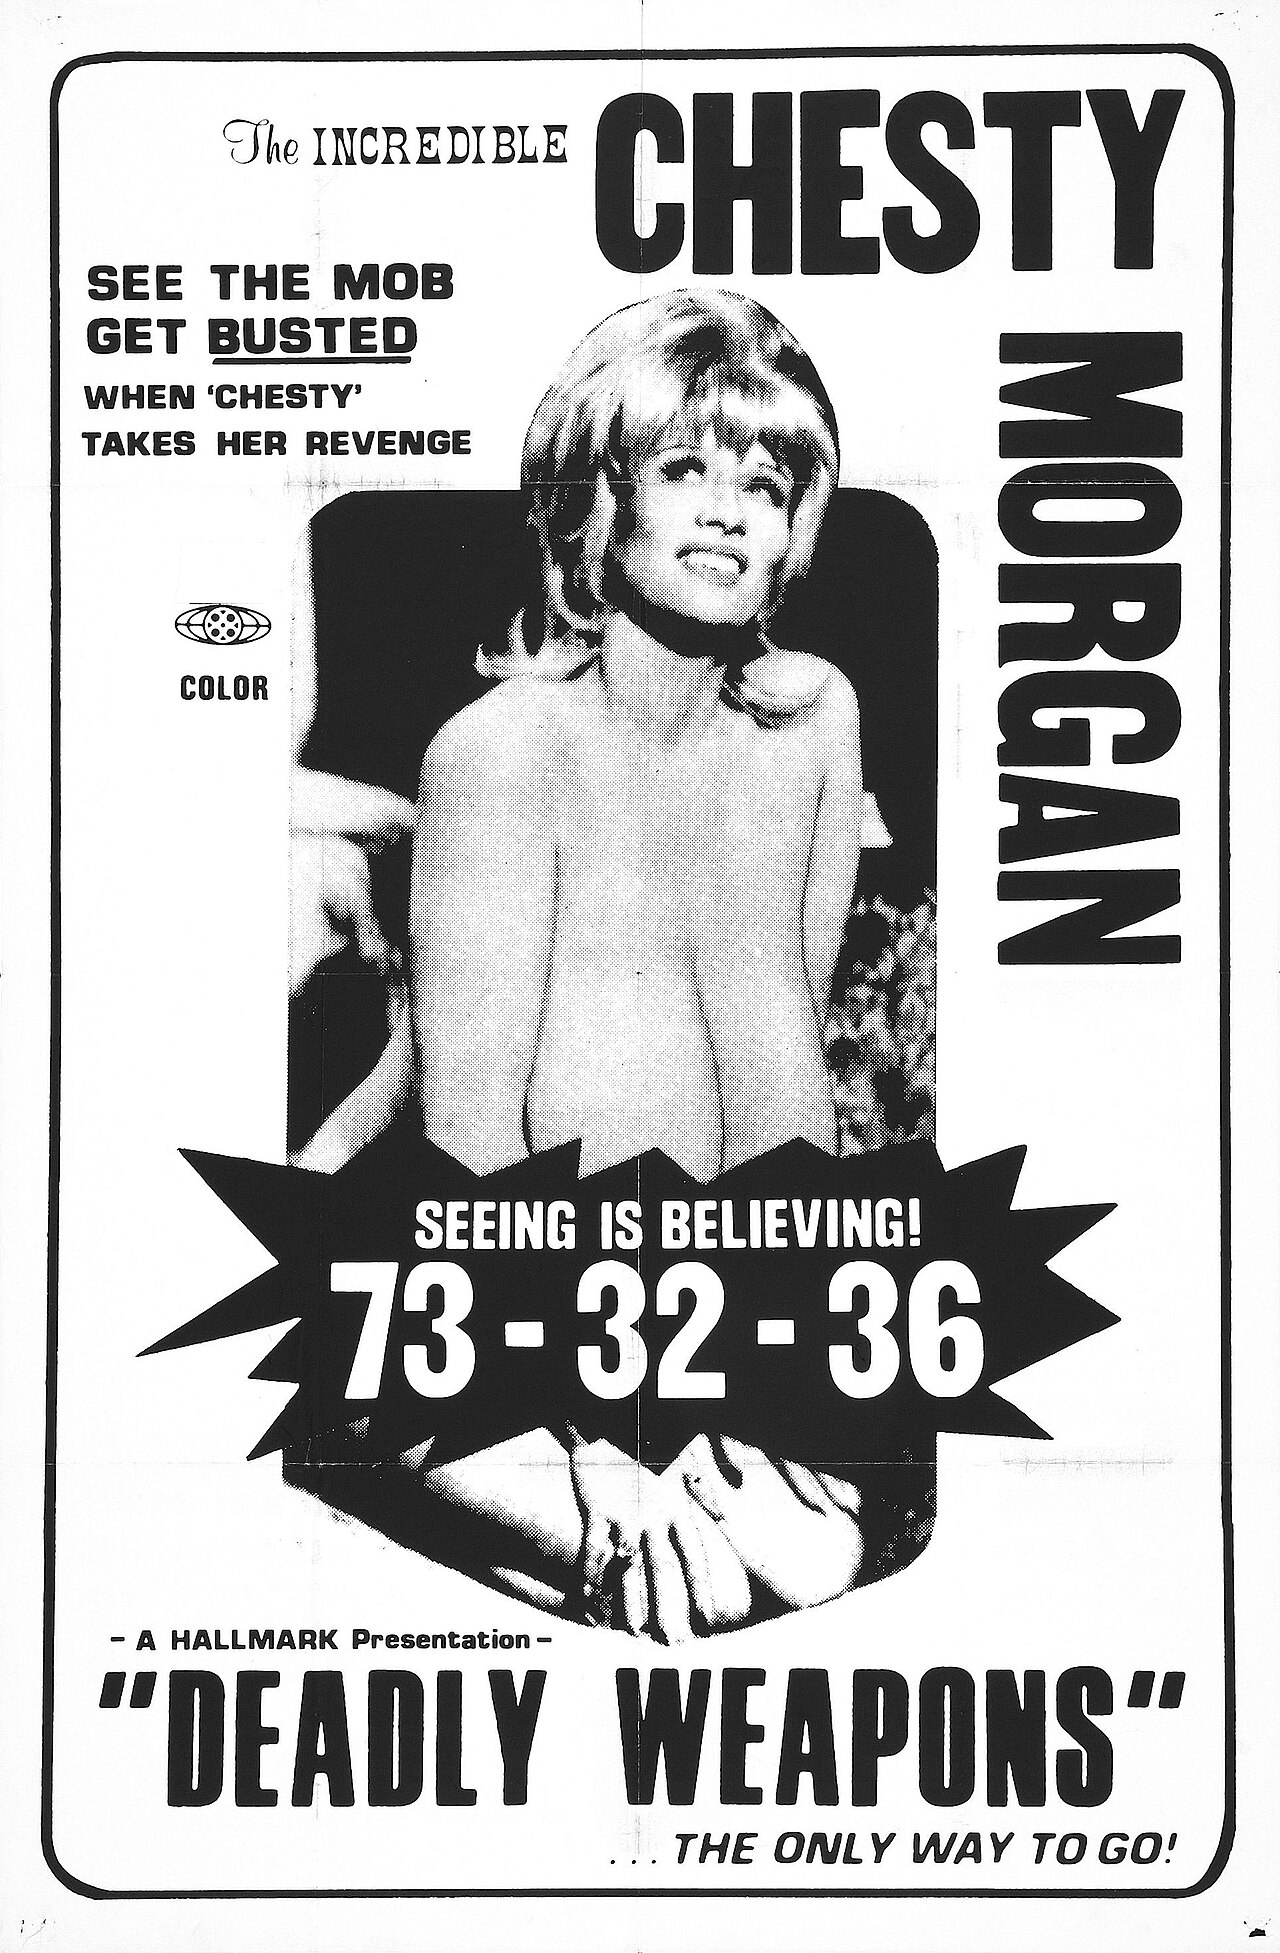 The INCREDIBLE CHESTY
MORGAN
SEE THE MOB
GET BUSTED
WHEN ‘CHESTY’
TAKES HER REVENGE
COLOR
SEEING IS BELIEVING!
73 - 32 - 36
- A HALLMARK Presentation -
"DEADLY WEAPONS"
...THE ONLY WAY TO GO!